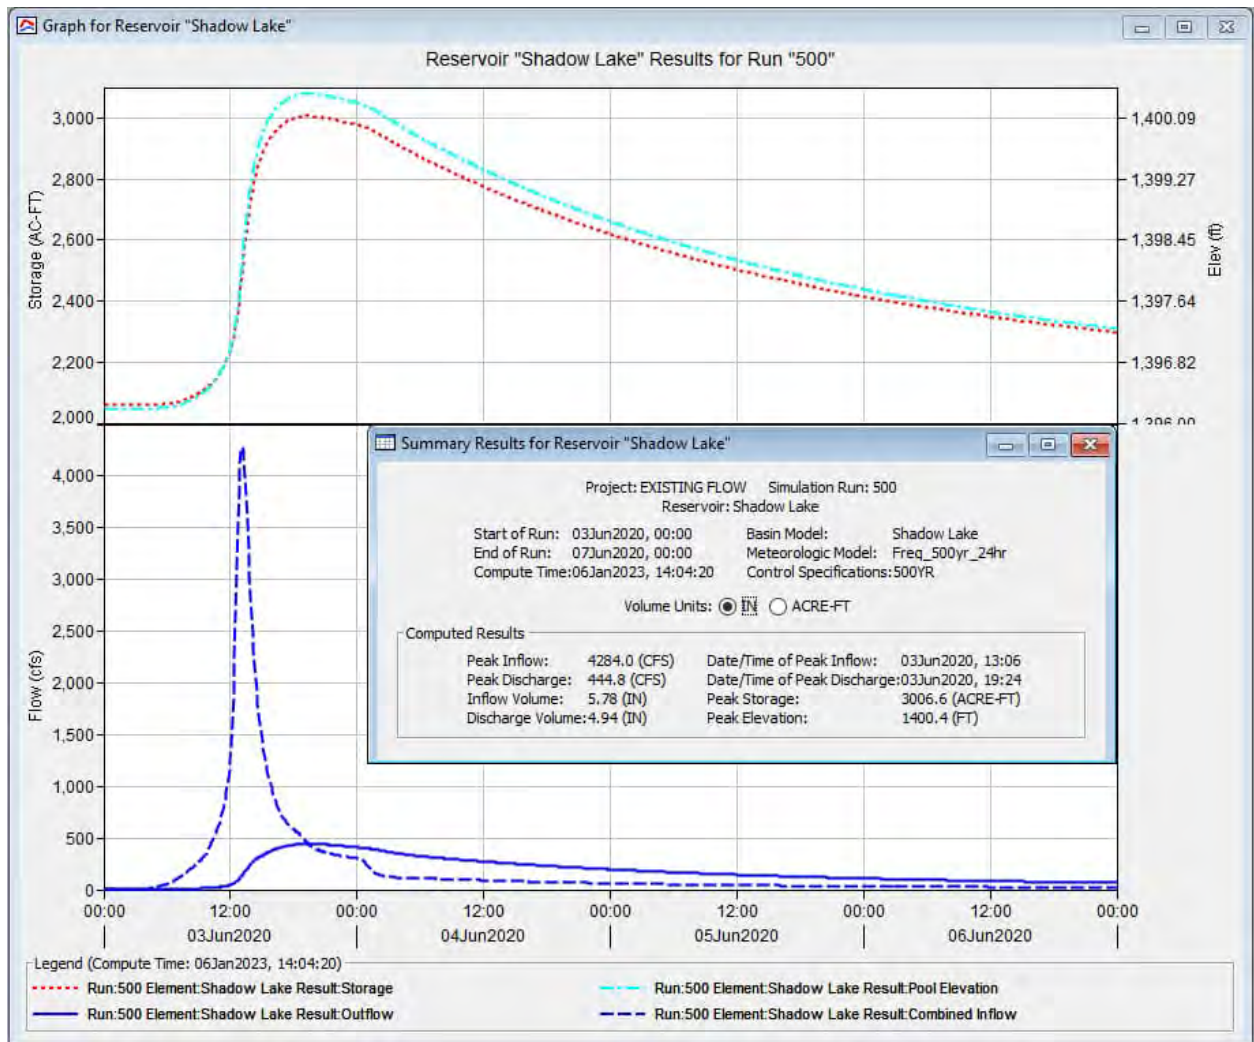 Graph for Reservoir "Shadow Lake"
Reservoir "Shadow Lake" Results for Run "500"
Storage (AC-FT)
3,000
2,800
2,600
2,400
2,200
2,000
1,400.09
1,399.27
1,398.45
1,397.64
1,396.82
1,396.00
Elev (ft)
Flow (cfs)
4,000
3,500
3,000
2,500
2,000
1,500
1,000
500
0
Summary Results for Reservoir "Shadow Lake"
Project: EXISTING FLOW Simulation Run: 500
Reservoir: Shadow Lake
Start of Run: 03Jun2020, 00:00 Basin Model: Shadow Lake
End of Run: 07Jun2020, 00:00 Meteorologic Model: Freq_500yr_24hr
Compute Time:06Jan2023, 14:04:20 Control Specifications:500YR
Volume Units: IN ACRE-FT
Computed Results
Peak Inflow: 4284.0 (CFS) Date/Time of Peak Inflow: 03Jun2020, 13:06
Peak Discharge: 444.8 (CFS) Date/Time of Peak Discharge:03Jun2020, 19:24
Inflow Volume: 5.78 (IN) Peak Storage: 3006.6 (ACRE-FT)
Discharge Volume:4.94 (IN) Peak Elevation: 1400.4 (FT)
00:00 12:00 00:00 12:00 00:00 12:00 00:00 12:00 00:00
03Jun2020 04Jun2020 05Jun2020 06Jun2020
Legend (Compute Time: 06Jan2023, 14:04:20)
Run:500 Element:Shadow Lake Result:Storage Run:500 Element:Shadow Lake Result:Pool Elevation
Run:500 Element:Shadow Lake Result:Outflow Run:500 Element:Shadow Lake Result:Combined Inflow